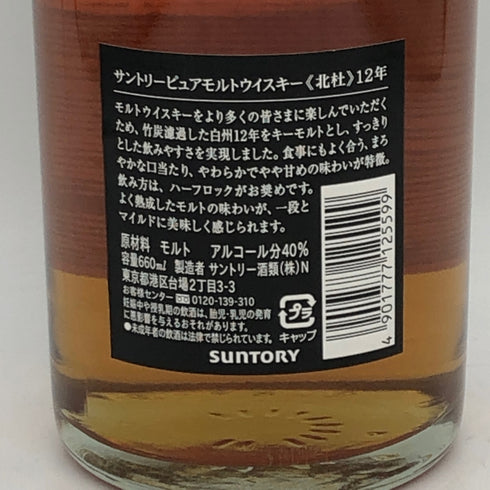 サントリーピュアモルトウイスキー《北杜》12年
モルトウイスキーをより多くの皆さまに楽しんでいただく
ため、竹炭濾過した白州12年をキーモルトとし、すっきり
とした飲みやすさを実現しました。食事にもよく合う、まろ
やかな口当たり、やわらかでやや甘めの味わいが特徴。
飲み方は、ハーフロックがお奨めです。
よく熟成したモルトの味わいが、一段と
マイルドに美味しく感じられます。
原材料 モルト アルコール分40%
容量660ml 製造者 サントリー酒類(株)N
東京都港区台場2丁目3-3
お客様センター 0120-139-310
妊娠中や授乳期の飲酒は、胎児・乳児の発育
に悪影響を与えるおそれがあります。
●未成年者の飲酒は法律で禁じられています。
プラ
キャップ
SUNTORY
4 901777 125599